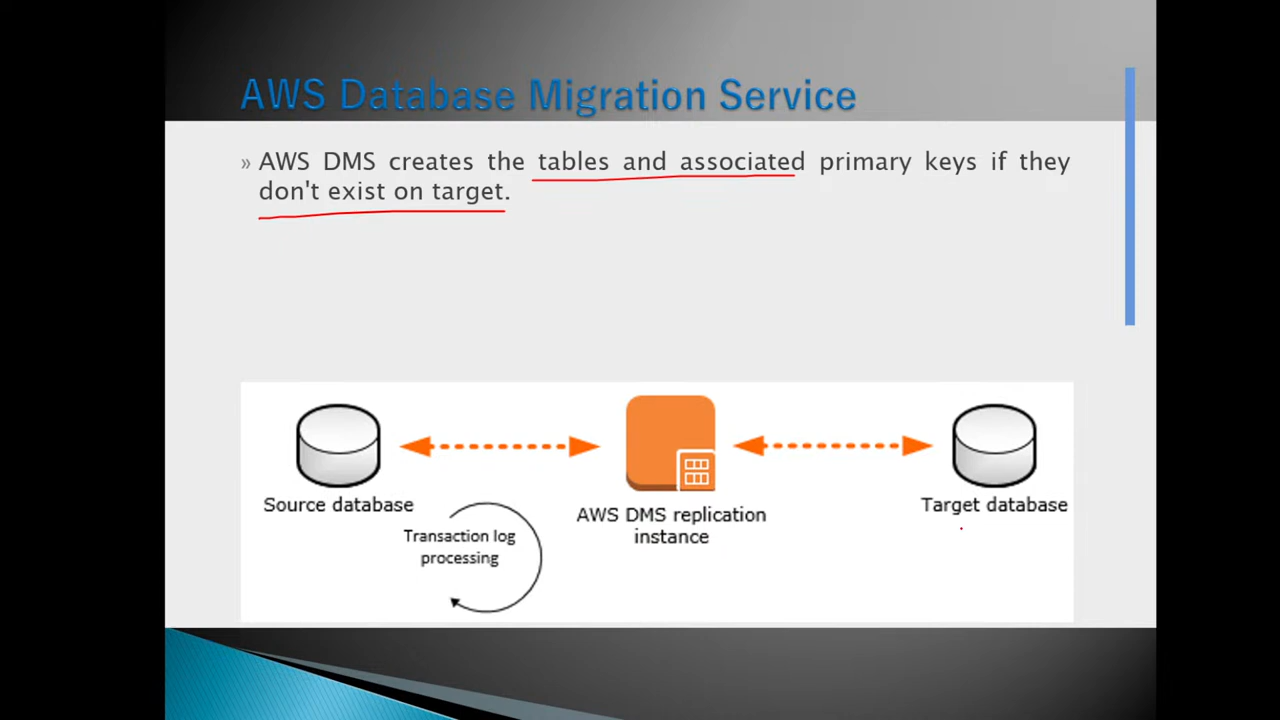 AWS Database Migration Service
» AWS DMS creates the tables and associated primary keys if they
don't exist on target.
Source database
Transaction log
processing
AWS DMS replication
instance
Target database